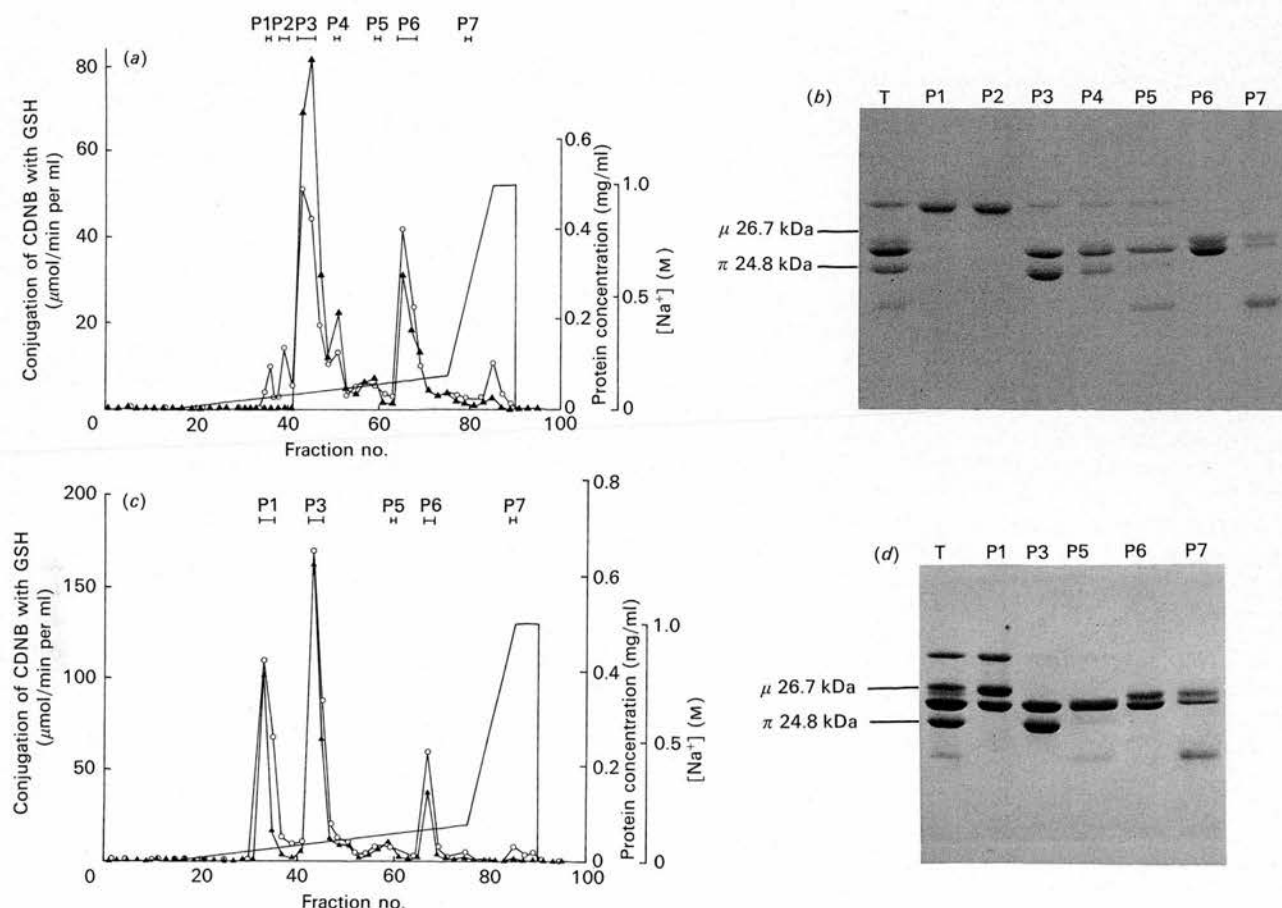 P1 P2 P3 P4 P5 P6 P7
(a)
80
60
40
20
0
Conjugation of CDNB with GSH
(μmol/min per ml)
0 20 40 60 80 100
Fraction no.
0.6
0.4
0.2
0
Protein concentration (mg/ml)
1.0
0.5
0
[Na+] (M)
(b)
T P1 P2 P3 P4 P5 P6 P7
μ 26.7 kDa
π 24.8 kDa
(c)
P1 P3 P5 P6 P7
200
150
100
50
Conjugation of CDNB with GSH
(μmol/min per ml)
0 20 40 60 80 100
Fraction no.
0.8
0.6
0.4
0.2
0
Protein concentration (mg/ml)
1.0
0.5
0
[Na+] (M)
(d)
T P1 P3 P5 P6 P7
μ 26.7 kDa
π 24.8 kDa